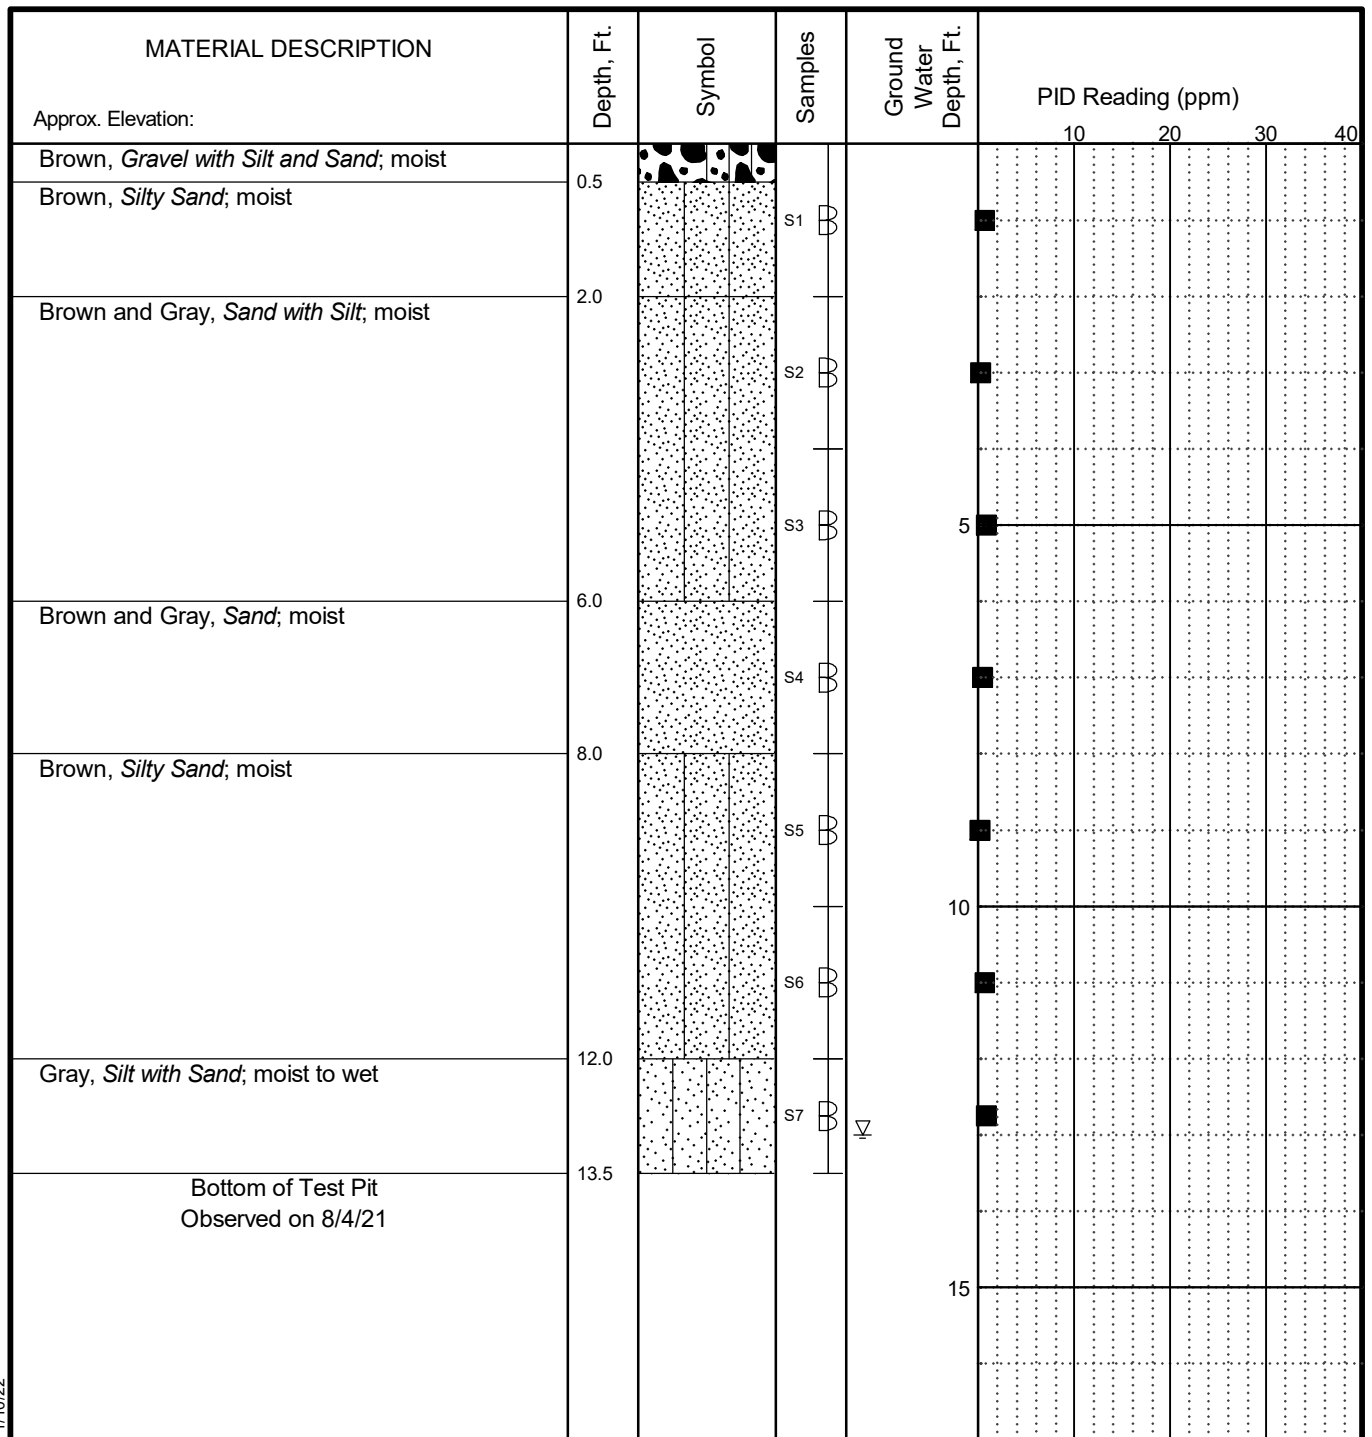 MATERIAL DESCRIPTION
Approx. Elevation:
Depth, Ft.
Symbol
Samples
Ground
Water
Depth, Ft.
PID Reading (ppm)
10 20 30 40
Brown, Gravel with Silt and Sand; moist
0.5
Brown, Silty Sand; moist
S1
2.0
Brown and Gray, Sand with Silt; moist
S2
S3
5
6.0
Brown and Gray, Sand; moist
S4
8.0
Brown, Silty Sand; moist
S5
10
S6
12.0
Gray, Silt with Sand; moist to wet
S7
13.5
Bottom of Test Pit
Observed on 8/4/21
15